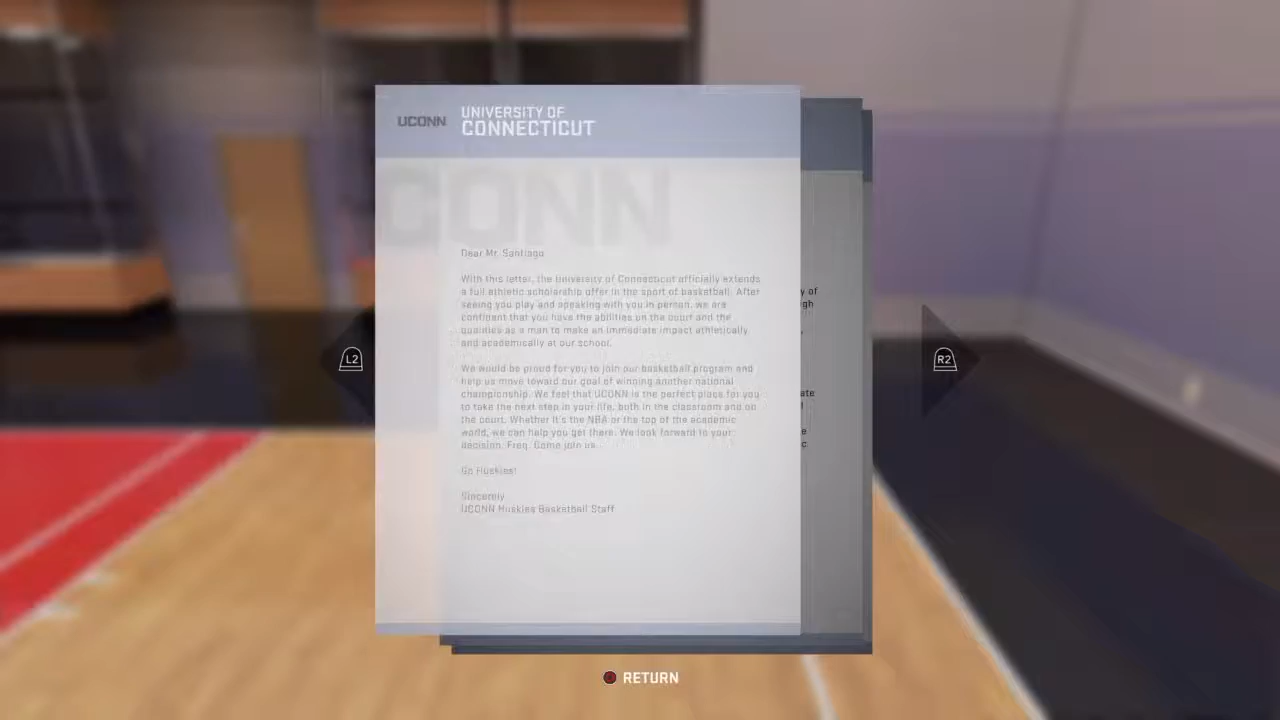 UCONN
UNIVERSITY OF
CONNECTICUT
CONN
Dear Mr. Santiago
With this letter, the University of Connecticut officially extends
a full athletic scholarship offer in the sport of basketball. After
seeing you play and speaking with you in person, we are
confident that you have the abilities on the court and the
qualities as a man to make an immediate impact athletically
and academically at our school.
We would be proud for you to join our basketball program and
help us move toward our goal of winning another national
championship. We feel that UCONN is the perfect place for you
to take the next step in your life, both in the classroom and on
the court. Whether it's the NBA or the top of the academic
world, we can help you get there. We look forward to your
decision, Freq. Come join us.
Go Huskies!
Sincerely
UCONN Huskies Basketball Staff
y of
gh
ate
e
c
L2
R2
RETURN